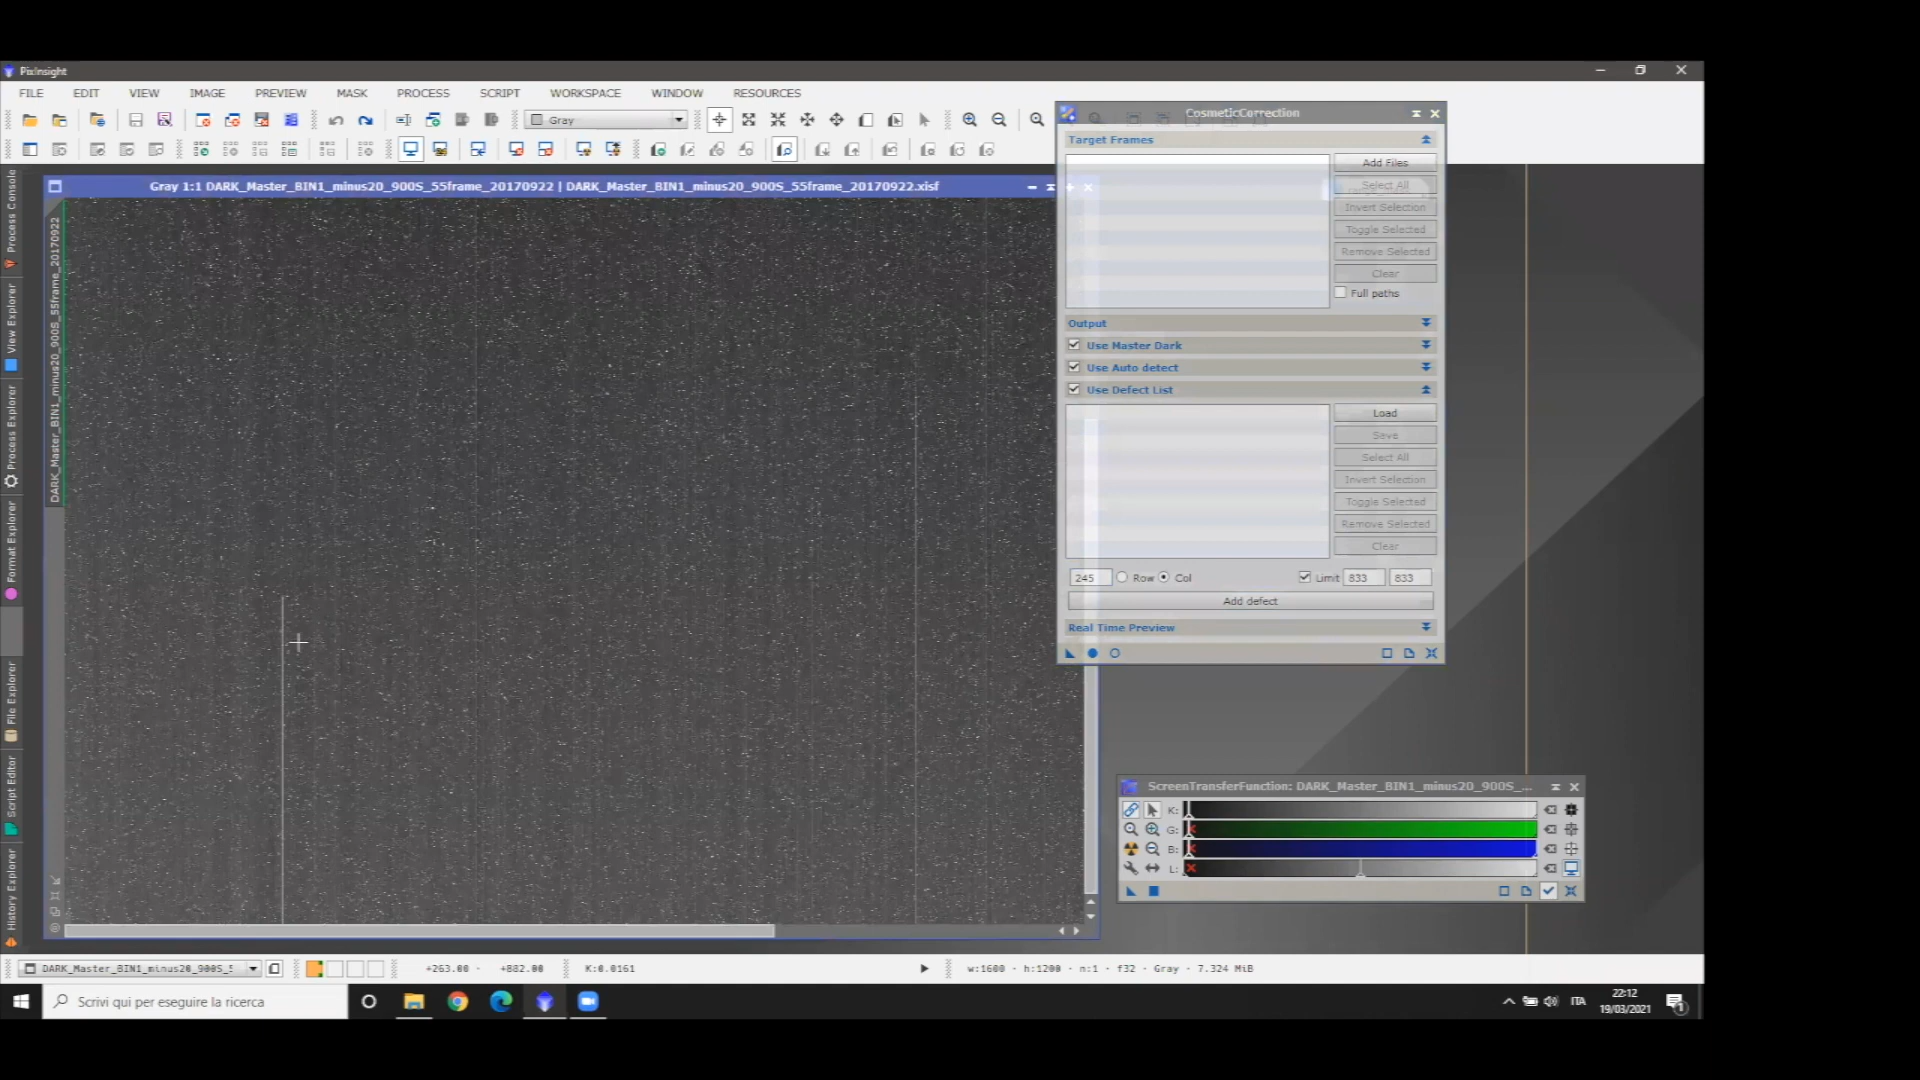 PixInsight
FILE EDIT VIEW IMAGE PREVIEW MASK PROCESS SCRIPT WORKSPACE WINDOW RESOURCES
Gray
Gray 1:1 DARK_Master_BIN1_minus20_900S_55frame_20170922 | DARK_Master_BIN1_minus20_900S_55frame_20170922.xisf
DARK_Master_BIN1_minus20_900S_55frame_20170922
Process Console
View Explorer
Process Explorer
Format Explorer
File Explorer
Script Editor
History Explorer
CosmeticCorrection
Target Frames
Add Files
Select All
Invert Selection
Toggle Selected
Remove Selected
Clear
Full paths
Output
Use Master Dark
Use Auto detect
Use Defect List
Load
Save
Select All
Invert Selection
Toggle Selected
Remove Selected
Clear
245 Row Col Limit 833 833
Add defect
Real Time Preview
ScreenTransferFunction: DARK_Master_BIN1_minus20_900S_...
K:
G:
B:
L:
DARK_Master_BIN1_minus20_900S_5
+263.00 - +882.00 K:0.0161
w:1600 · h:1200 · n:1 · f32 · Gray · 7.324 MiB
Scrivi qui per eseguire la ricerca
ITA
22:12
19/03/2021
1